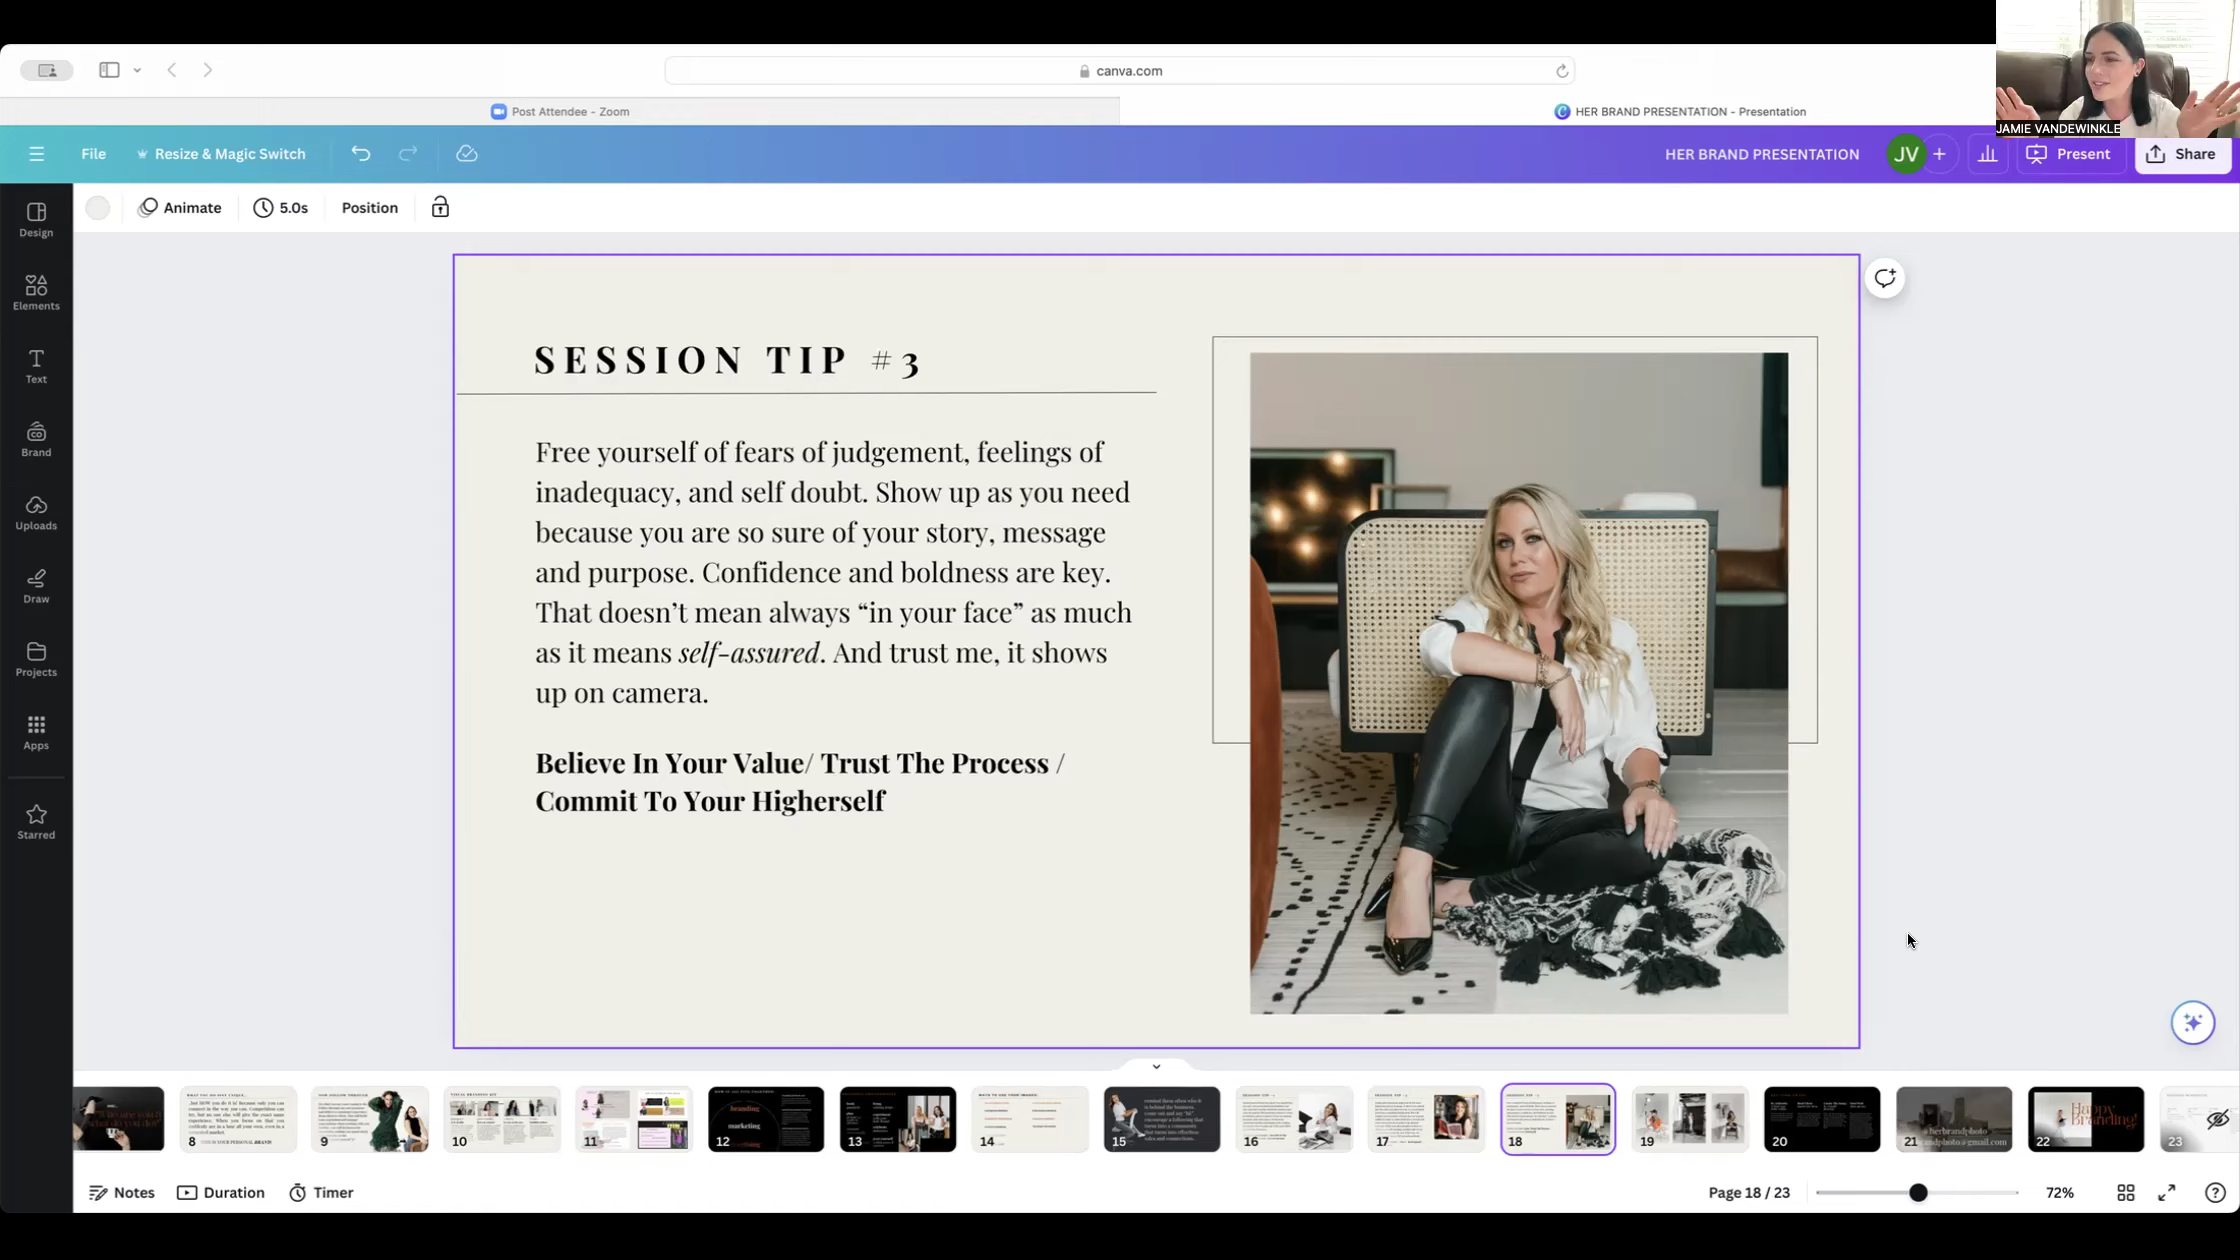 canva.com
Post Attendee - Zoom
HER BRAND PRESENTATION - Presentation
JAMIE VANDEWINKLE
File
Resize & Magic Switch
HER BRAND PRESENTATION
JV
Present
Share
Animate
5.0s
Position
Design
Elements
Text
Brand
Uploads
Draw
Projects
Apps
Starred
SESSION TIP #3
Free yourself of fears of judgement, feelings of
inadequacy, and self doubt. Show up as you need
because you are so sure of your story, message
and purpose. Confidence and boldness are key.
That doesn’t mean always “in your face” as much
as it means self-assured. And trust me, it shows
up on camera.
Believe In Your Value/ Trust The Process /
Commit To Your Higherself
8
9
10
11
12
branding
marketing
13
14
15
16
17
18
19
20
21
@herbrandphoto
22
Happy
Branding!
23
Notes
Duration
Timer
Page 18 / 23
72%